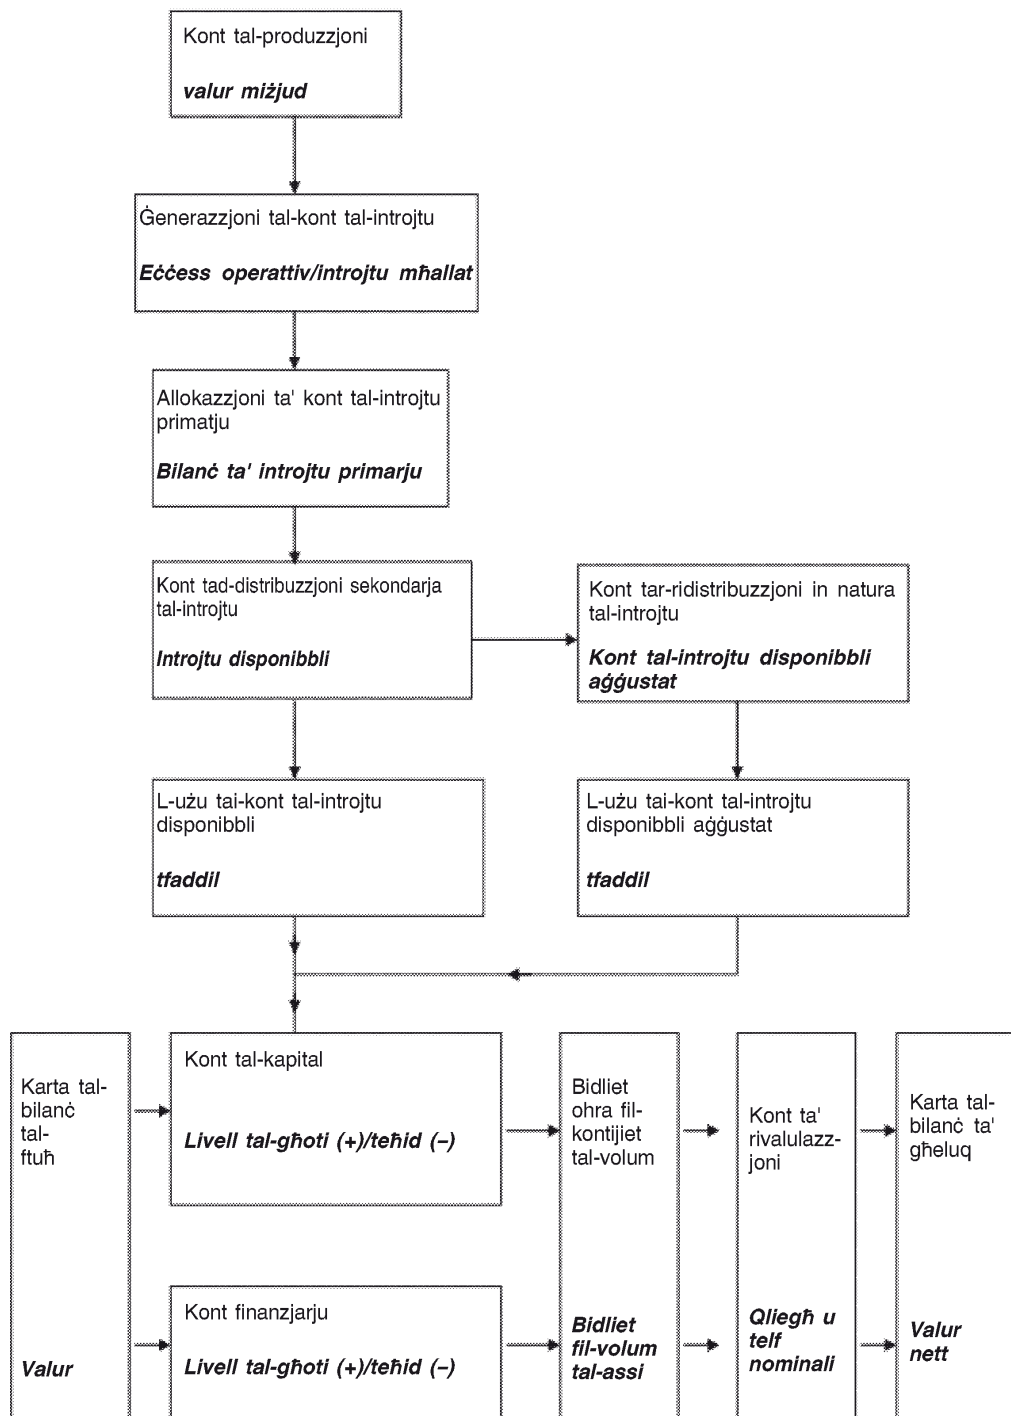 Kont tal-produzzjoni
valur miżjud
Ġenerazzjoni tal-kont tal-introjtu
Eċċess operattiv/introjtu mħallat
Allokazzjoni ta' kont tal-introjtu
primatju
Bilanċ ta' introjtu primarju
Kont tad-distribuzzjoni sekondarja
tal-introjtu
Introjtu disponibbli
Kont tar-ridistribuzzjoni in natura
tal-introjtu
Kont tal-introjtu disponibbli
aġġustat
L-użu tai-kont tal-introjtu
disponibbli
tfaddil
L-użu tai-kont tal-introjtu
disponibbli aġġustat
tfaddil
Karta tal-
bilanċ
tal-
ftuħ
Valur
Kont tal-kapital
Livell tal-għoti (+)/teħid (–)
Kont finanzjarju
Livell tal-għoti (+)/teħid (–)
Bidliet
ohra fil-
kontijiet
tal-volum
Bidliet
fil-volum
tal-assi
Kont ta'
rivalulazz-
joni
Qliegħ u
telf
nominali
Karta tal-
bilanċ ta'
għeluq
Valur
nett